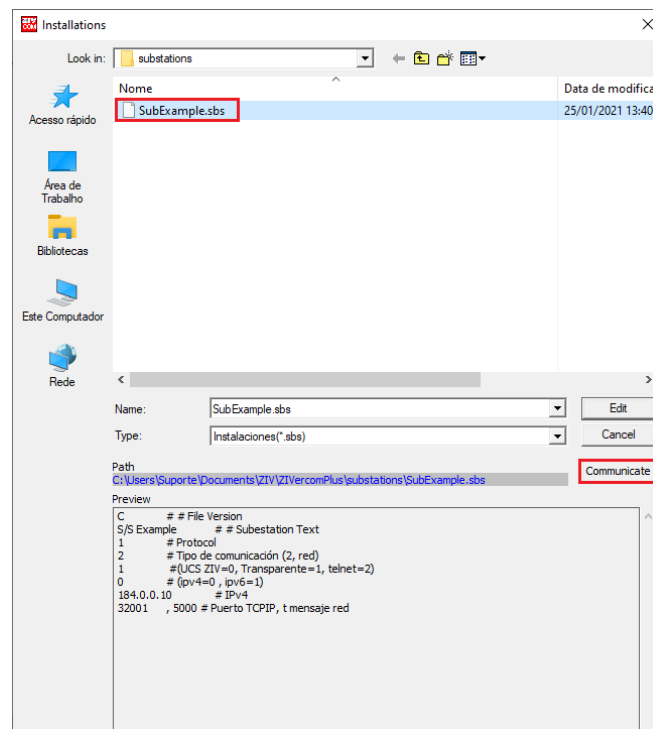 ZIV COM Installations
Look in: substations
Nome Data de modifica
SubExample.sbs 25/01/2021 13:40
Acesso rápido
Área de
Trabalho
Bibliotecas
Este Computador
Rede
Name: SubExample.sbs Edit
Type: Instalaciones(*.sbs) Cancel
Path
C:\Users\Suporte\Documents\ZIV\ZIVercomPlus\substations\SubExample.sbs
Communicate
Preview
C # # File Version
S/S Example # # Subestation Text
1 # Protocol
2 # Tipo de comunicación (2, red)
1 #(UCS ZIV=0, Transparente=1, telnet=2)
0 # (ipv4=0 , ipv6=1)
184.0.0.10 # IPv4
32001 , 5000 # Puerto TCPIP, t mensaje red